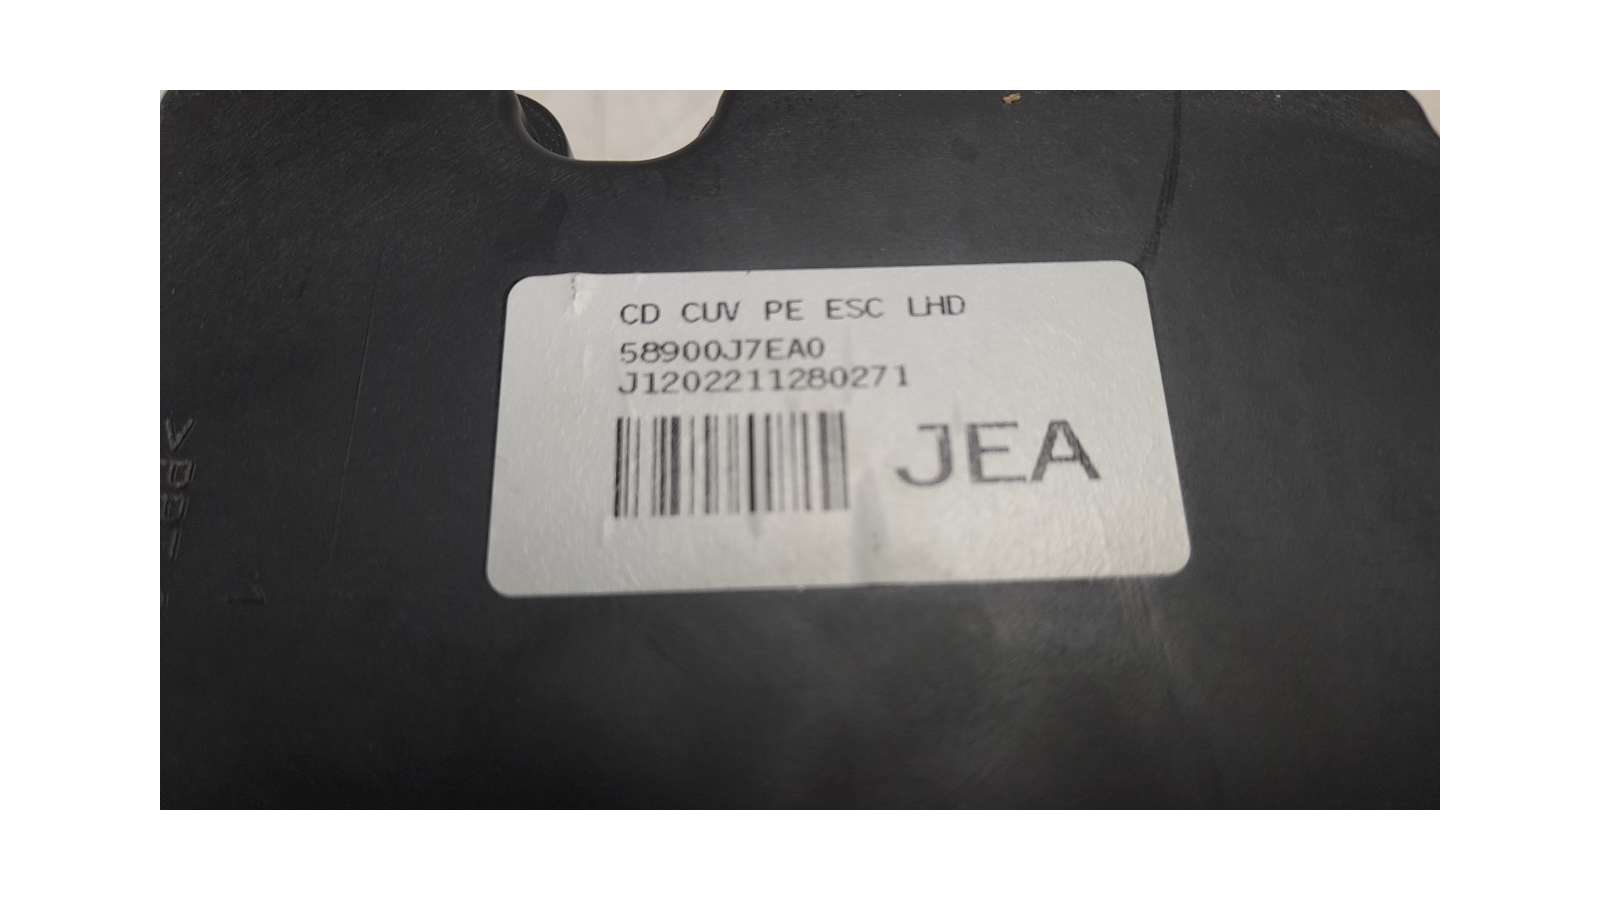 CD CUV PE ESC LHD
58900J7EA0
J1202211280271
JEA